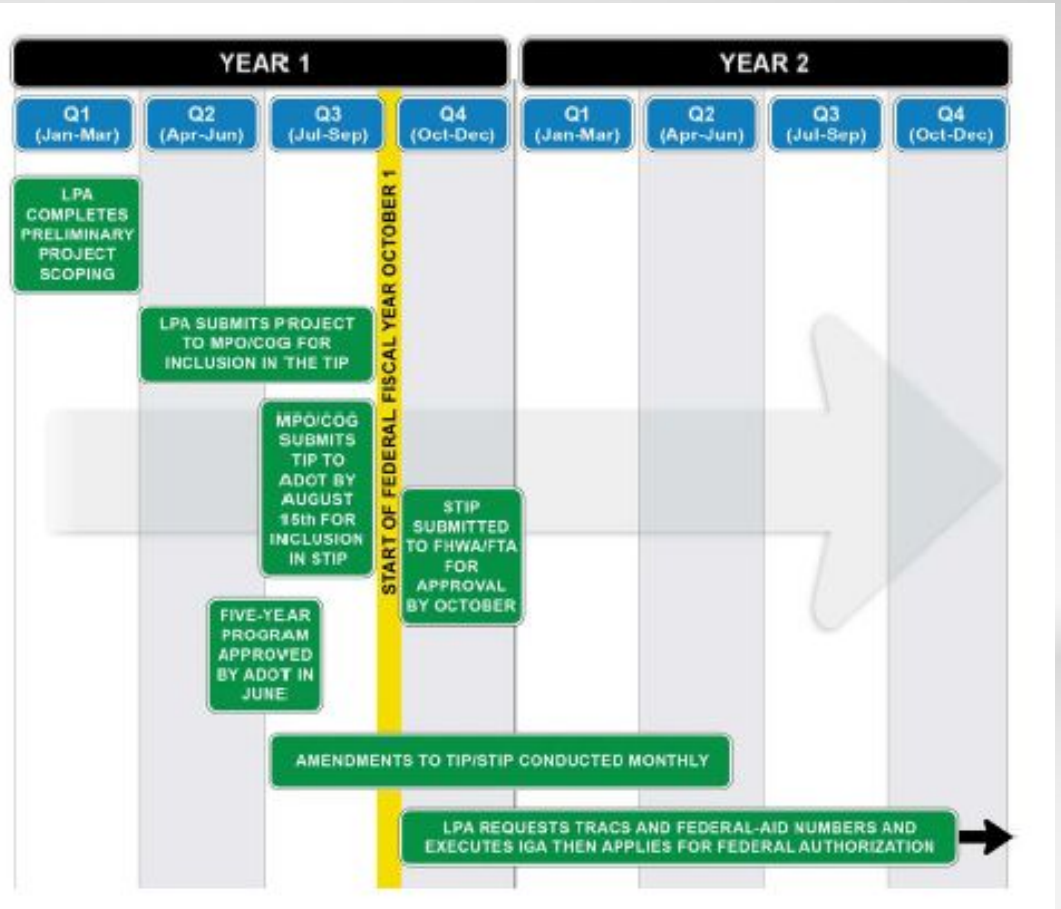 YEAR 1
YEAR 2
Q1
(Jan-Mar)
Q2
(Apr-Jun)
Q3
(Jul-Sep)
Q4
(Oct-Dec)
Q1
(Jan-Mar)
Q2
(Apr-Jun)
Q3
(Jul-Sep)
Q4
(Oct-Dec)
START OF FEDERAL FISCAL YEAR OCTOBER 1
LPA
COMPLETES
PRELIMINARY
PROJECT
SCOPING
LPA SUBMITS PROJECT
TO MPO/COG FOR
INCLUSION IN THE TIP
MPO/COG
SUBMITS
TIP TO
ADOT BY
AUGUST
15th FOR
INCLUSION
IN STIP
STIP
SUBMITTED
TO FHWA/FTA
FOR
APPROVAL
BY OCTOBER
FIVE-YEAR
PROGRAM
APPROVED
BY ADOT IN
JUNE
AMENDMENTS TO TIP/STIP CONDUCTED MONTHLY
LPA REQUESTS TRACS AND FEDERAL-AID NUMBERS AND
EXECUTES IGA THEN APPLIES FOR FEDERAL AUTHORIZATION